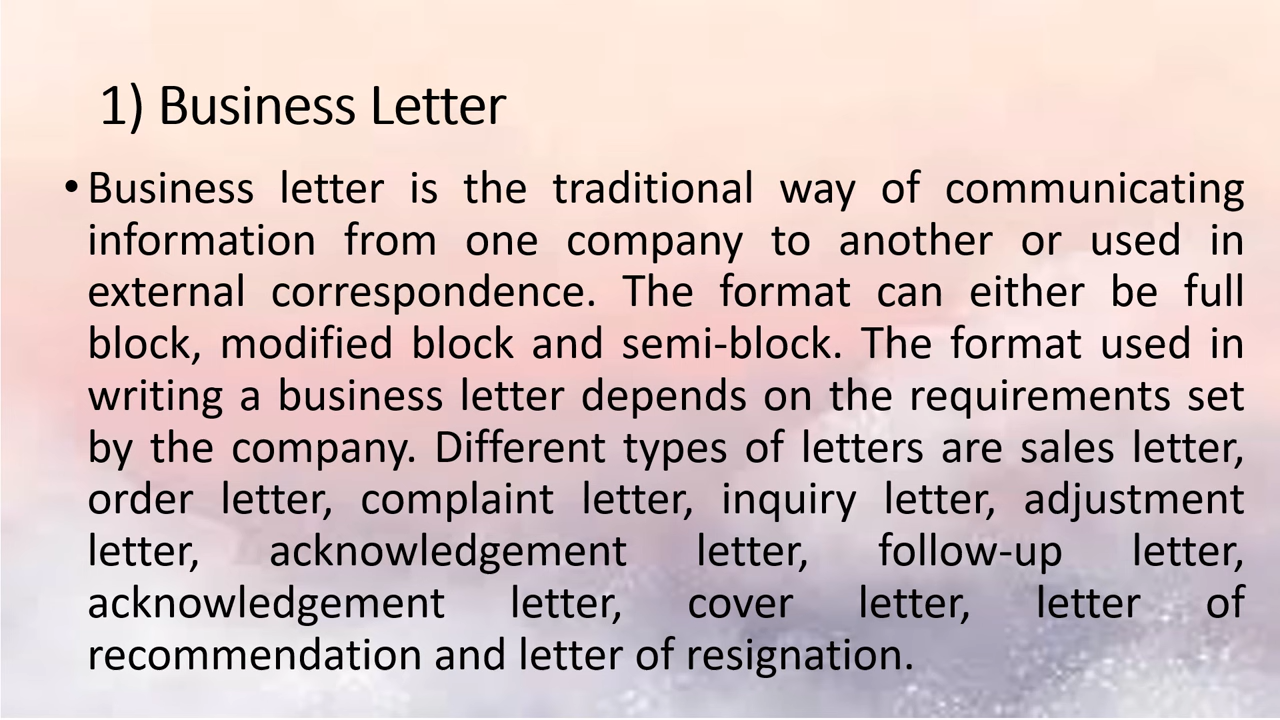 1) Business Letter
• Business letter is the traditional way of communicating
information from one company to another or used in
external correspondence. The format can either be full
block, modified block and semi-block. The format used in
writing a business letter depends on the requirements set
by the company. Different types of letters are sales letter,
order letter, complaint letter, inquiry letter, adjustment
letter, acknowledgement letter, follow-up letter,
acknowledgement letter, cover letter, letter of
recommendation and letter of resignation.